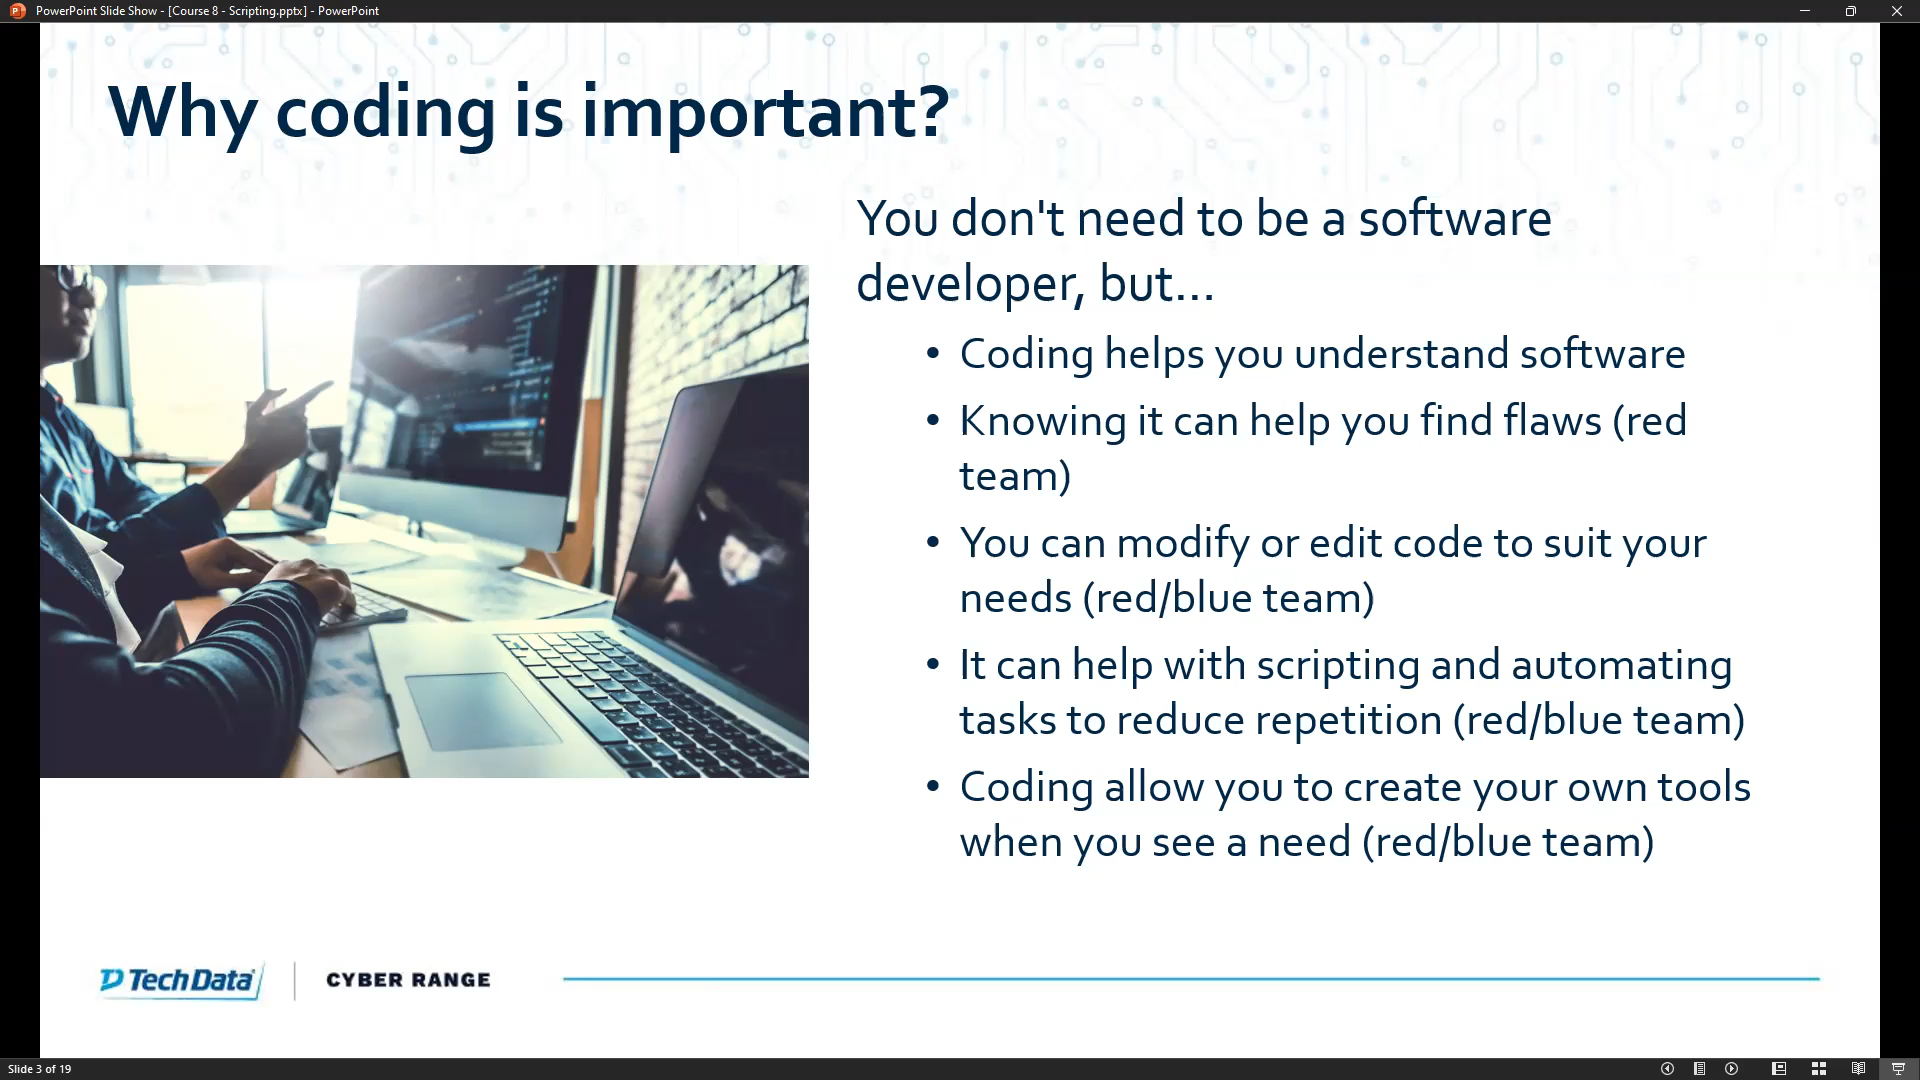 PowerPoint Slide Show - [Course 8 - Scripting.pptx] - PowerPoint
Why coding is important?
You don't need to be a software
developer, but...
• Coding helps you understand software
• Knowing it can help you find flaws (red
team)
• You can modify or edit code to suit your
needs (red/blue team)
• It can help with scripting and automating
tasks to reduce repetition (red/blue team)
• Coding allow you to create your own tools
when you see a need (red/blue team)
Tech Data
CYBER RANGE
Slide 3 of 19